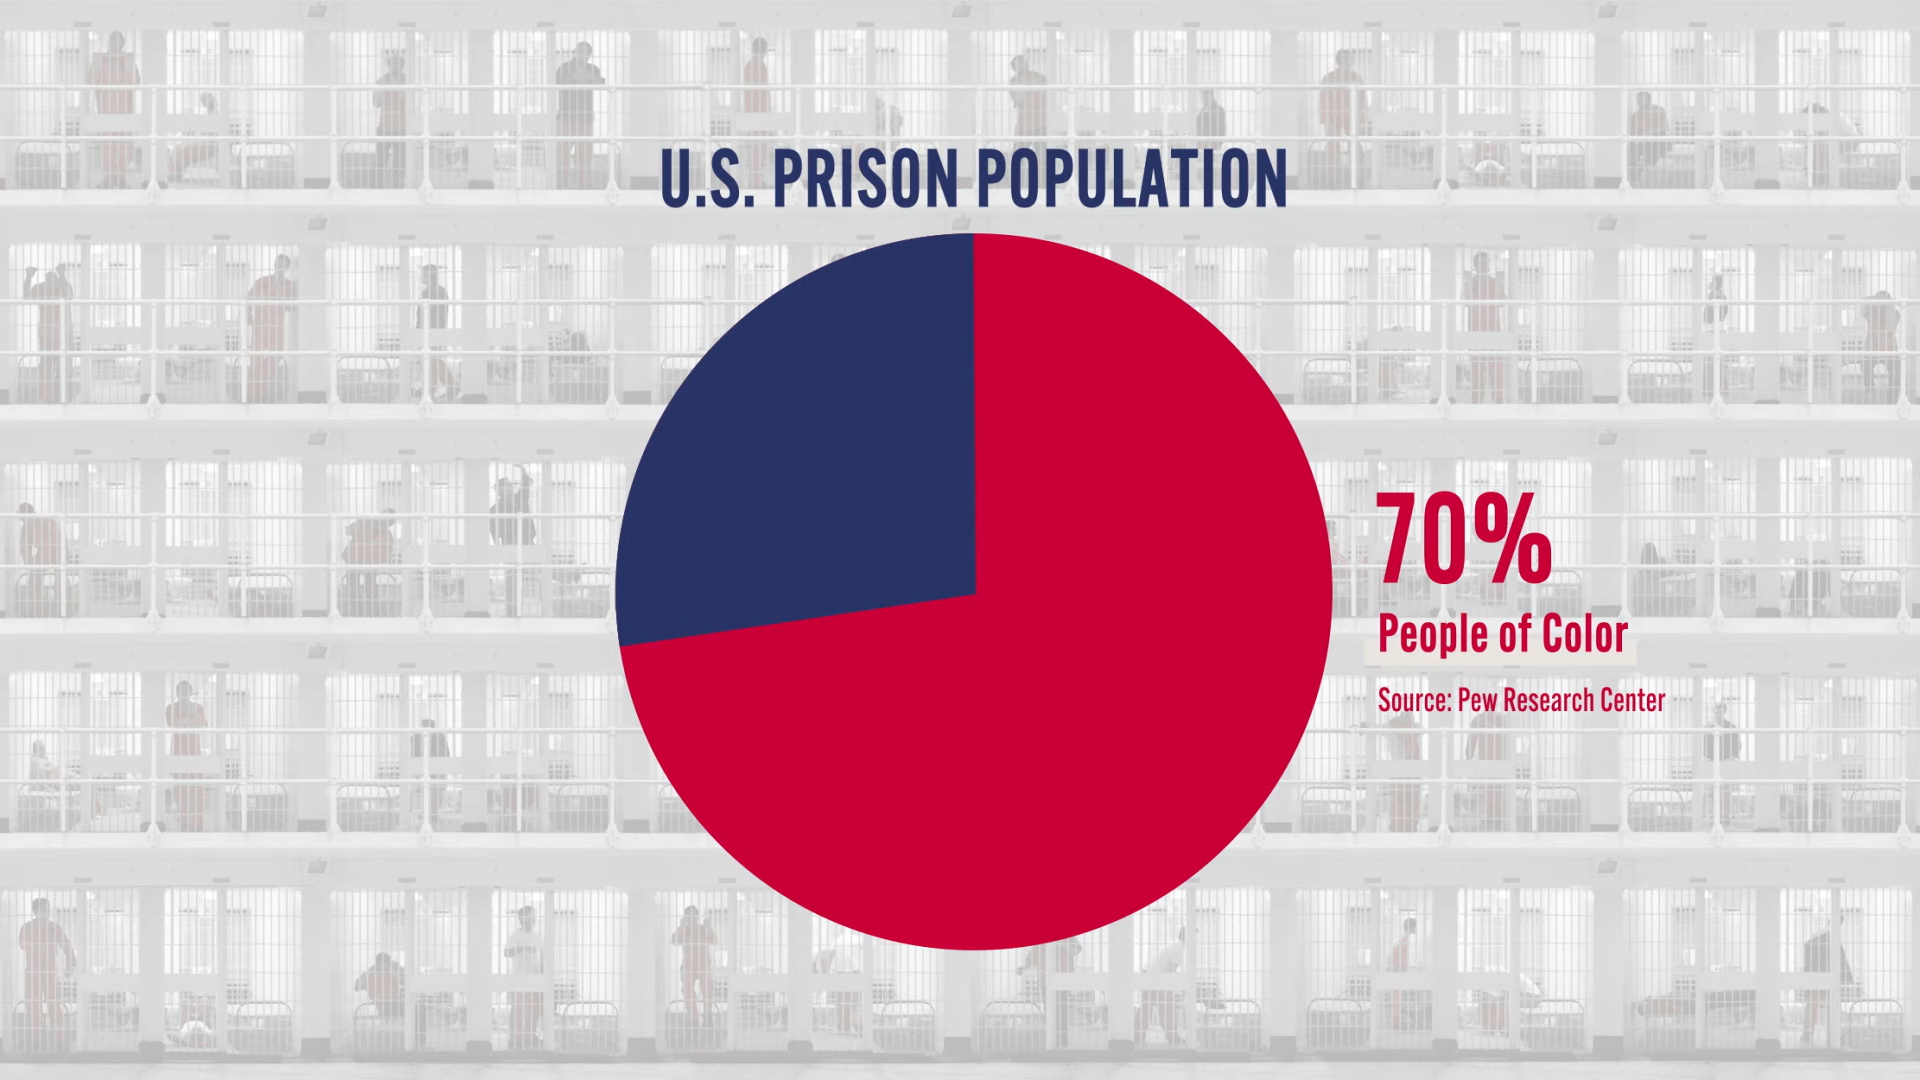 U.S. PRISON POPULATION
70%
People of Color
Source: Pew Research Center